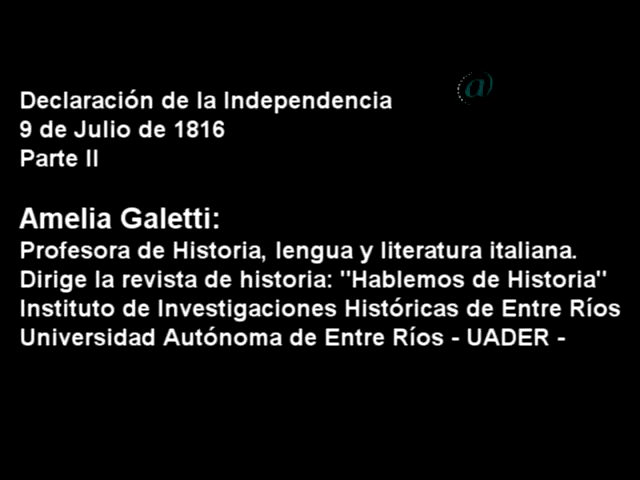 Declaración de la Independencia
9 de Julio de 1816
Parte II
Amelia Galetti:
Profesora de Historia, lengua y literatura italiana.
Dirige la revista de historia: "Hablemos de Historia"
Instituto de Investigaciones Históricas de Entre Ríos
Universidad Autónoma de Entre Ríos - UADER -
@